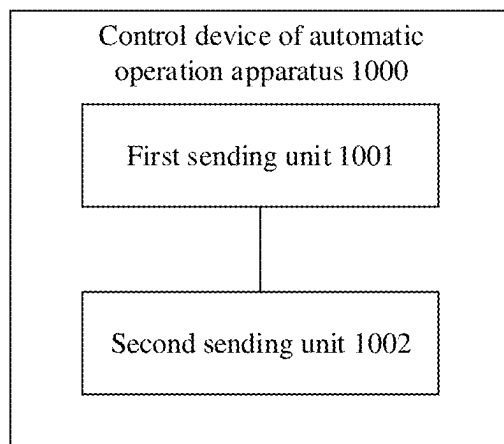 Control device of automatic
operation apparatus 1000
First sending unit 1001
Second sending unit 1002